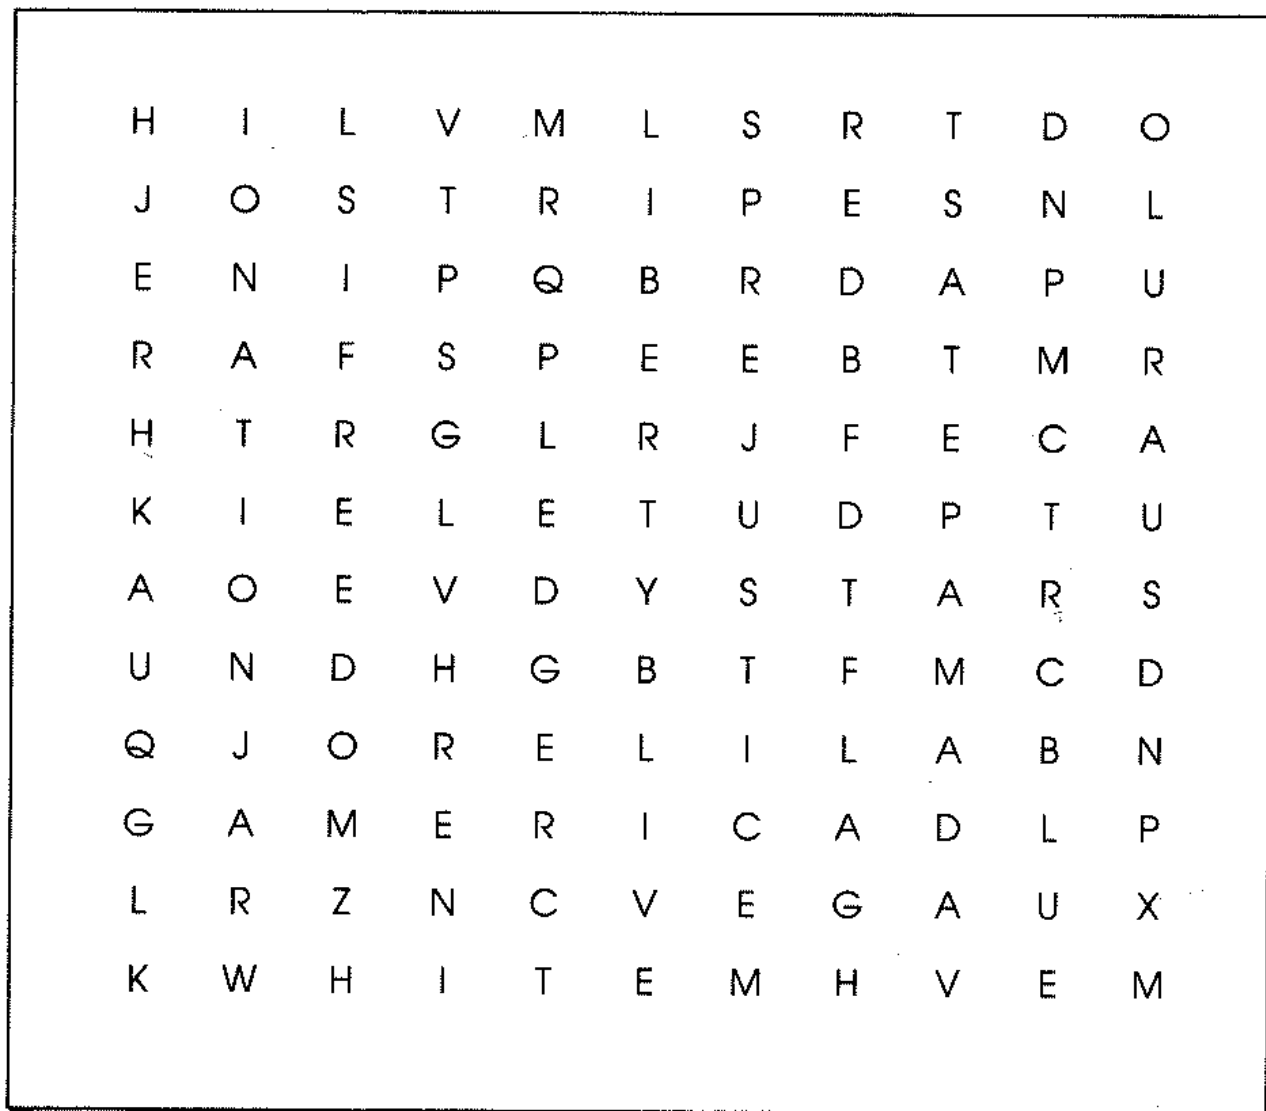 H I L V M L S R T D O
J O S T R I P E S N L
E N I P Q B R D A P U
R A F S P E E B T M R
H T R G L R J F E C A
K I E L E T U D P T U
A O E V D Y S T A R S
U N D H G B T F M C D
Q J O R E L I L A B N
G A M E R I C A D L P
L R Z N C V E G A U X
K W H I T E M H V E M